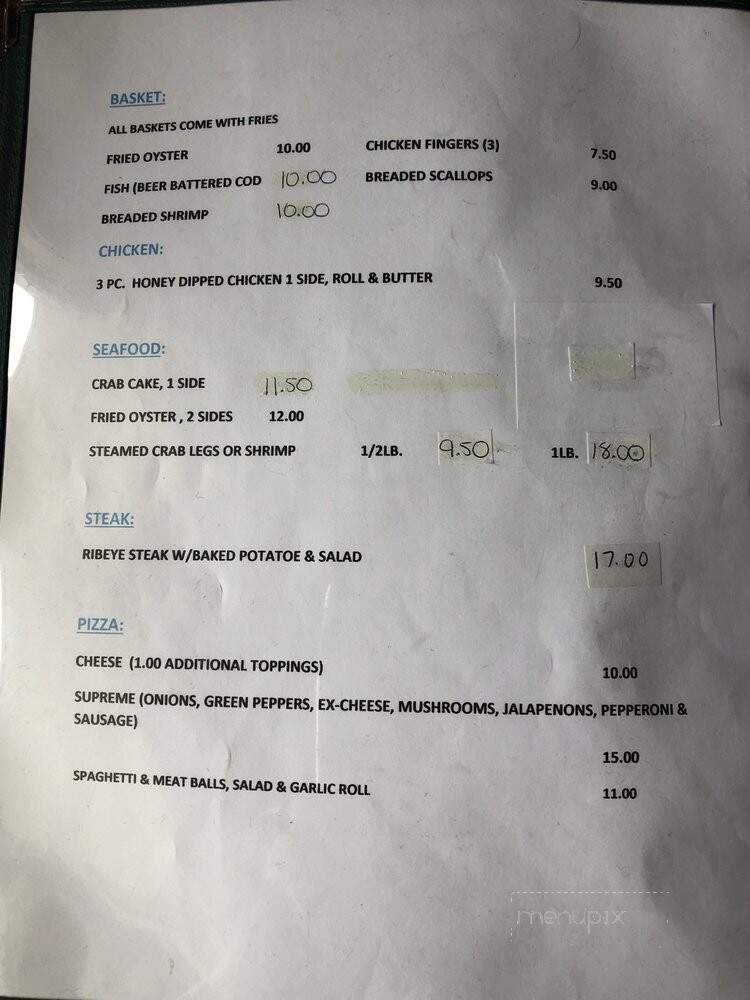 BASKET:
ALL BASKETS COME WITH FRIES
FRIED OYSTER 10.00 CHICKEN FINGERS (3) 7.50
FISH (BEER BATTERED COD 10.00 BREADED SCALLOPS 9.00
BREADED SHRIMP 10.00
CHICKEN:
3 PC. HONEY DIPPED CHICKEN 1 SIDE, ROLL & BUTTER 9.50
SEAFOOD:
CRAB CAKE, 1 SIDE 11.50
FRIED OYSTER , 2 SIDES 12.00
STEAMED CRAB LEGS OR SHRIMP 1/2LB. 9.50 1LB. 18.00
STEAK:
RIBEYE STEAK W/BAKED POTATOE & SALAD 17.00
PIZZA:
CHEESE (1.00 ADDITIONAL TOPPINGS) 10.00
SUPREME (ONIONS, GREEN PEPPERS, EX-CHEESE, MUSHROOMS, JALAPENONS, PEPPERONI &
SAUSAGE)
15.00
SPAGHETTI & MEAT BALLS, SALAD & GARLIC ROLL 11.00
menupix